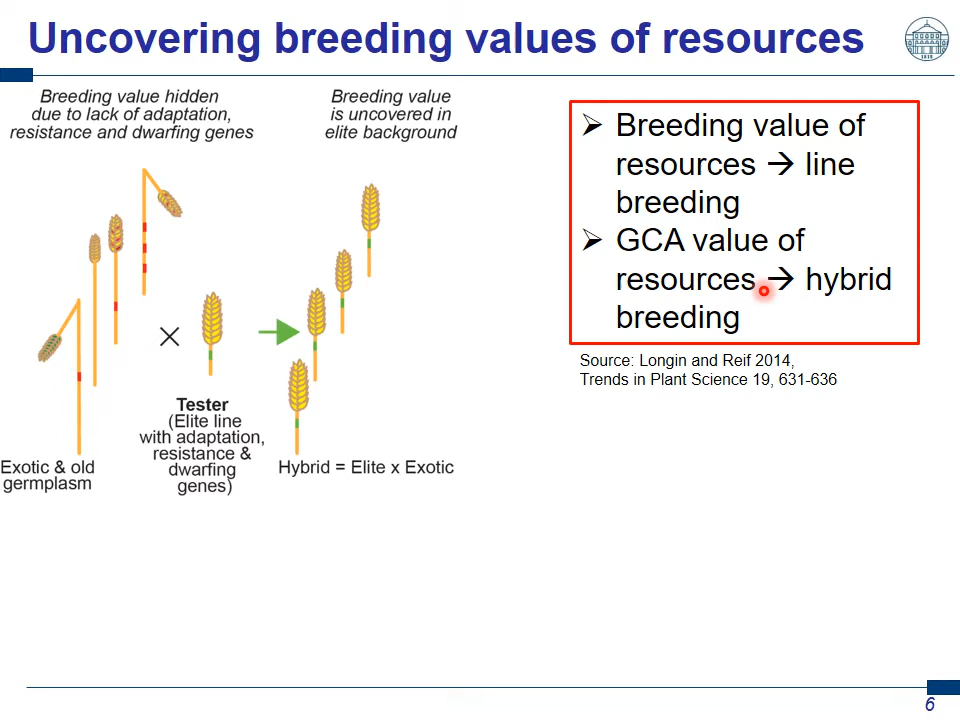 Uncovering breeding values of resources
Breeding value hidden
due to lack of adaptation,
resistance and dwarfing genes
Breeding value
is uncovered in
elite background
Tester
(Elite line
with adaptation,
resistance &
dwarfing
genes)
Exotic & old
germplasm
Hybrid = Elite x Exotic
➢ Breeding value of
resources → line
breeding
➢ GCA value of
resources → hybrid
breeding
Source: Longin and Reif 2014,
Trends in Plant Science 19, 631-636
6